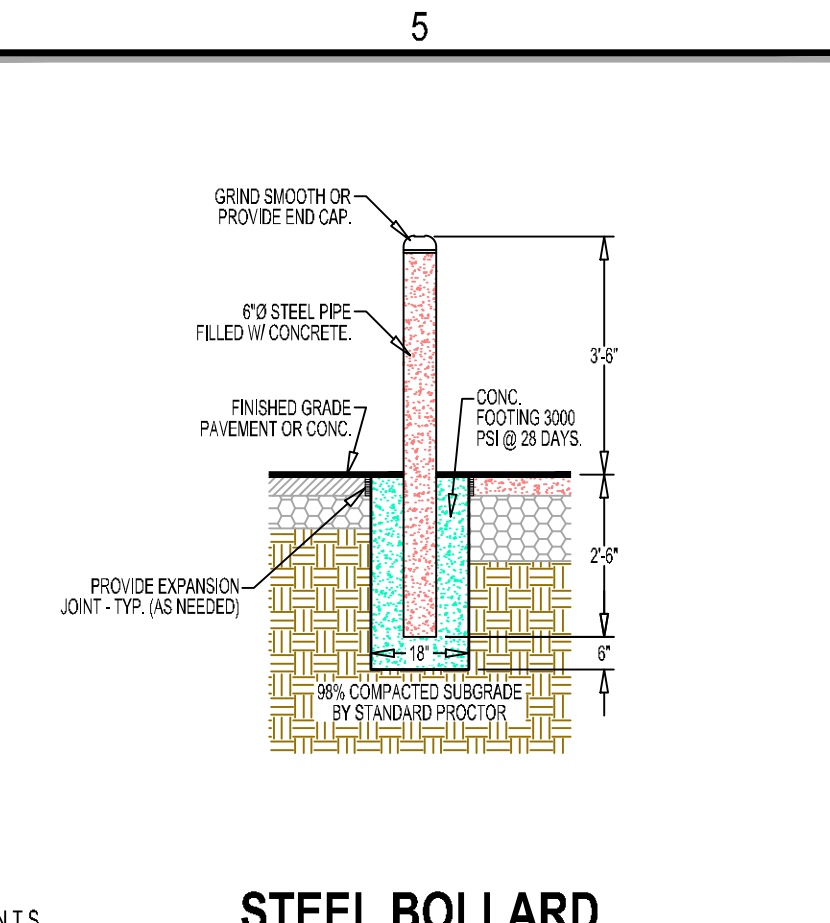 5
GRIND SMOOTH OR
PROVIDE END CAP.
6"Ø STEEL PIPE
FILLED W/ CONCRETE.
3'-6"
FINISHED GRADE
PAVEMENT OR CONC.
CONC.
FOOTING 3000
PSI @ 28 DAYS.
2'-6"
PROVIDE EXPANSION
JOINT - TYP. (AS NEEDED)
18"
6"
98% COMPACTED SUBGRADE
BY STANDARD PROCTOR
STEEL BOLLARD
N.T.S.